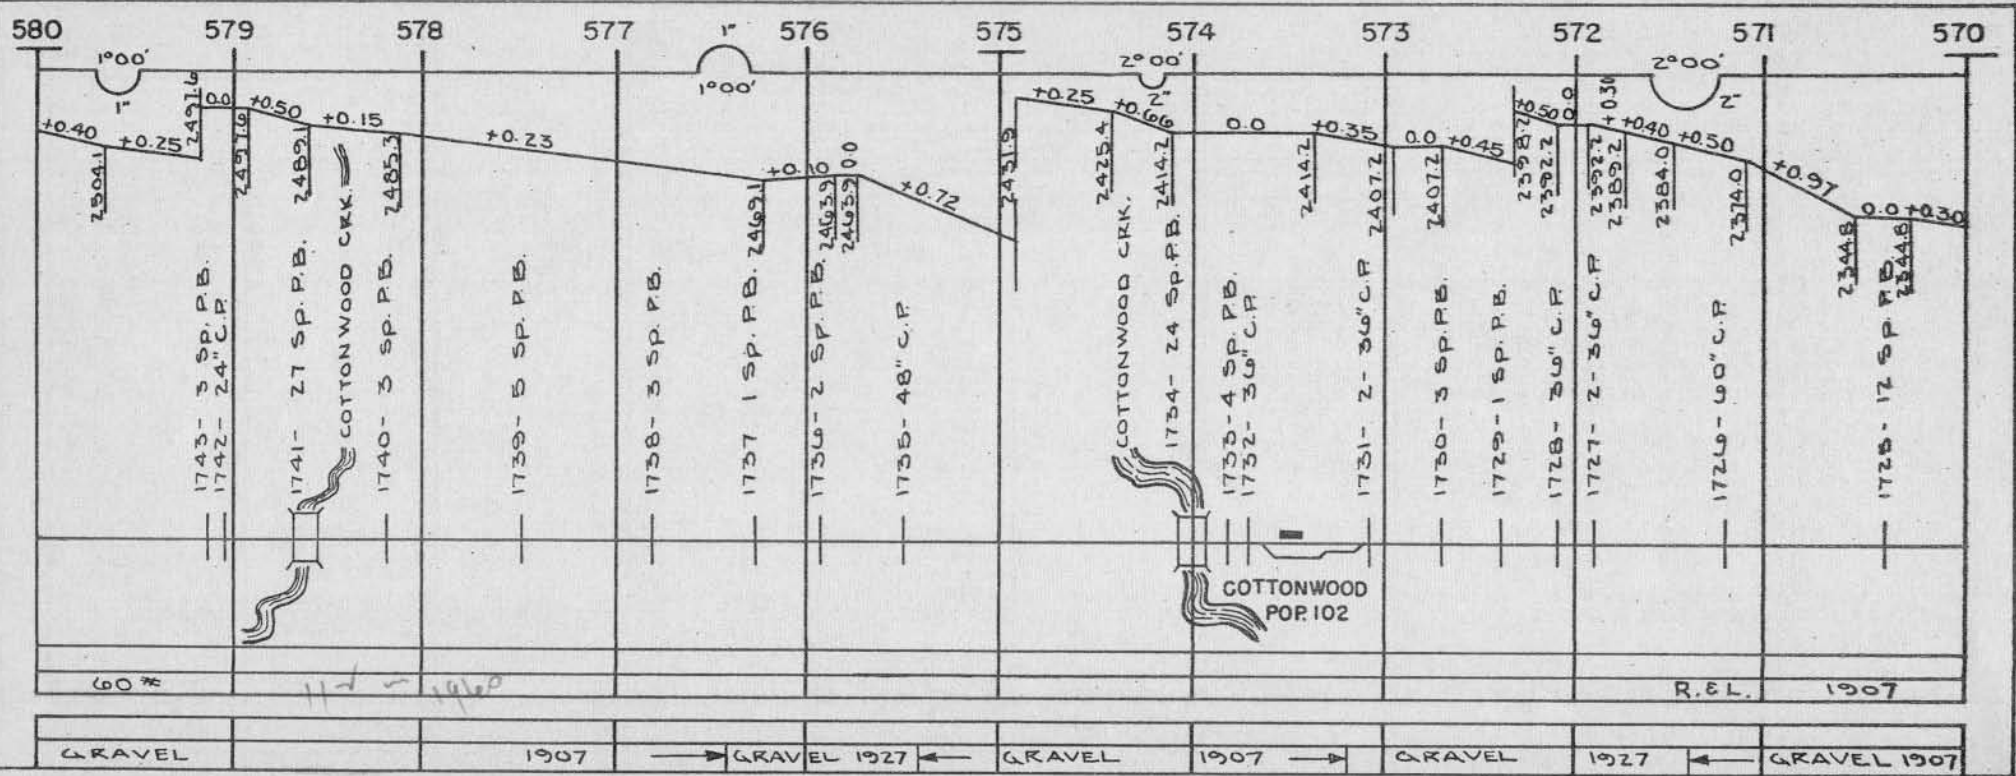 580 579 578 577 576 575 574 573 572 571 570
1°00' 1" 2°00' 2°00'
1" 1°00' 2" 2"
+0.40 +0.25 0.0 +0.50 +0.15 +0.23 +0.10 0.0 +0.72 +0.25 +0.66 0.0 +0.35 0.0 +0.45 +0.50 0.0 +0.30 +0.40 +0.50 +0.97 0.0 +0.30
2504.1
2497.6
2497.6
2489.1
2485.3
2469.1
2463.9
2463.9
2431.9
2425.4
2414.2
2414.2
2407.2
2407.2
2398.2
2392.2
2392.2
2389.2
2384.0
2374.0
2344.8
2344.8
1743- 3 Sp. P.B.
1742- 24" C.P.
1741- 27 Sp. P.B.
COTTONWOOD CRK.
1740- 3 Sp. P.B.
1739- 5 Sp. P.B.
1738- 3 Sp. P.B.
1737 1 Sp. P.B.
1736- 2 Sp. P.B.
1735- 48" C.P.
COTTONWOOD CRK.
1734- 24 Sp. P.B.
1733- 4 Sp. P.B.
1732- 36" C.P.
1731- 2- 36" C.P.
1730- 3 Sp. P.B.
1729- 1 Sp. P.B.
1728- 36" C.P.
1727- 2- 36" C.P.
1726- 60" C.P.
1725- 12 Sp. P.B.
COTTONWOOD
POP. 102
60# R.E.L. 1907
GRAVEL 1907 GRAVEL 1927 GRAVEL 1907 GRAVEL 1927 GRAVEL 1907